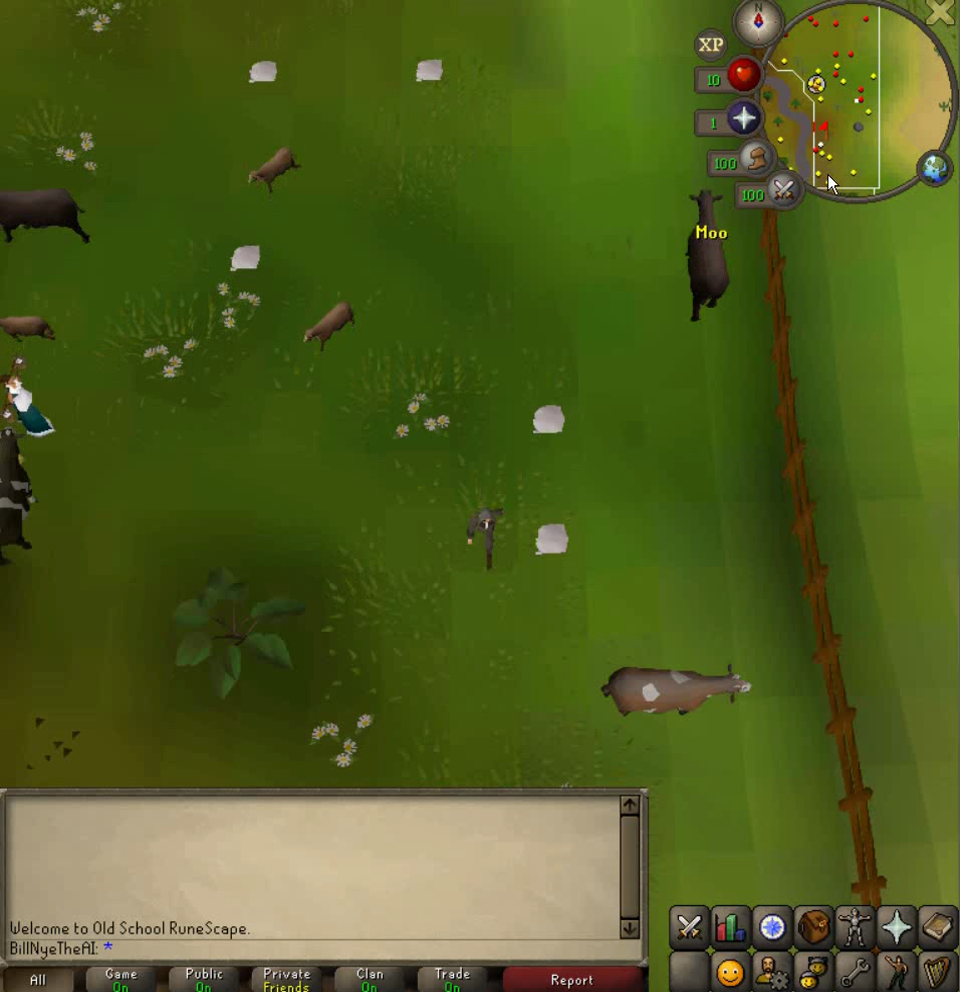 N
XP
10
1
100
100
Moo
Welcome to Old School RuneScape.
BillNyeTheAI: *
All
Game
On
Public
On
Private
Friends
Clan
On
Trade
On
Report